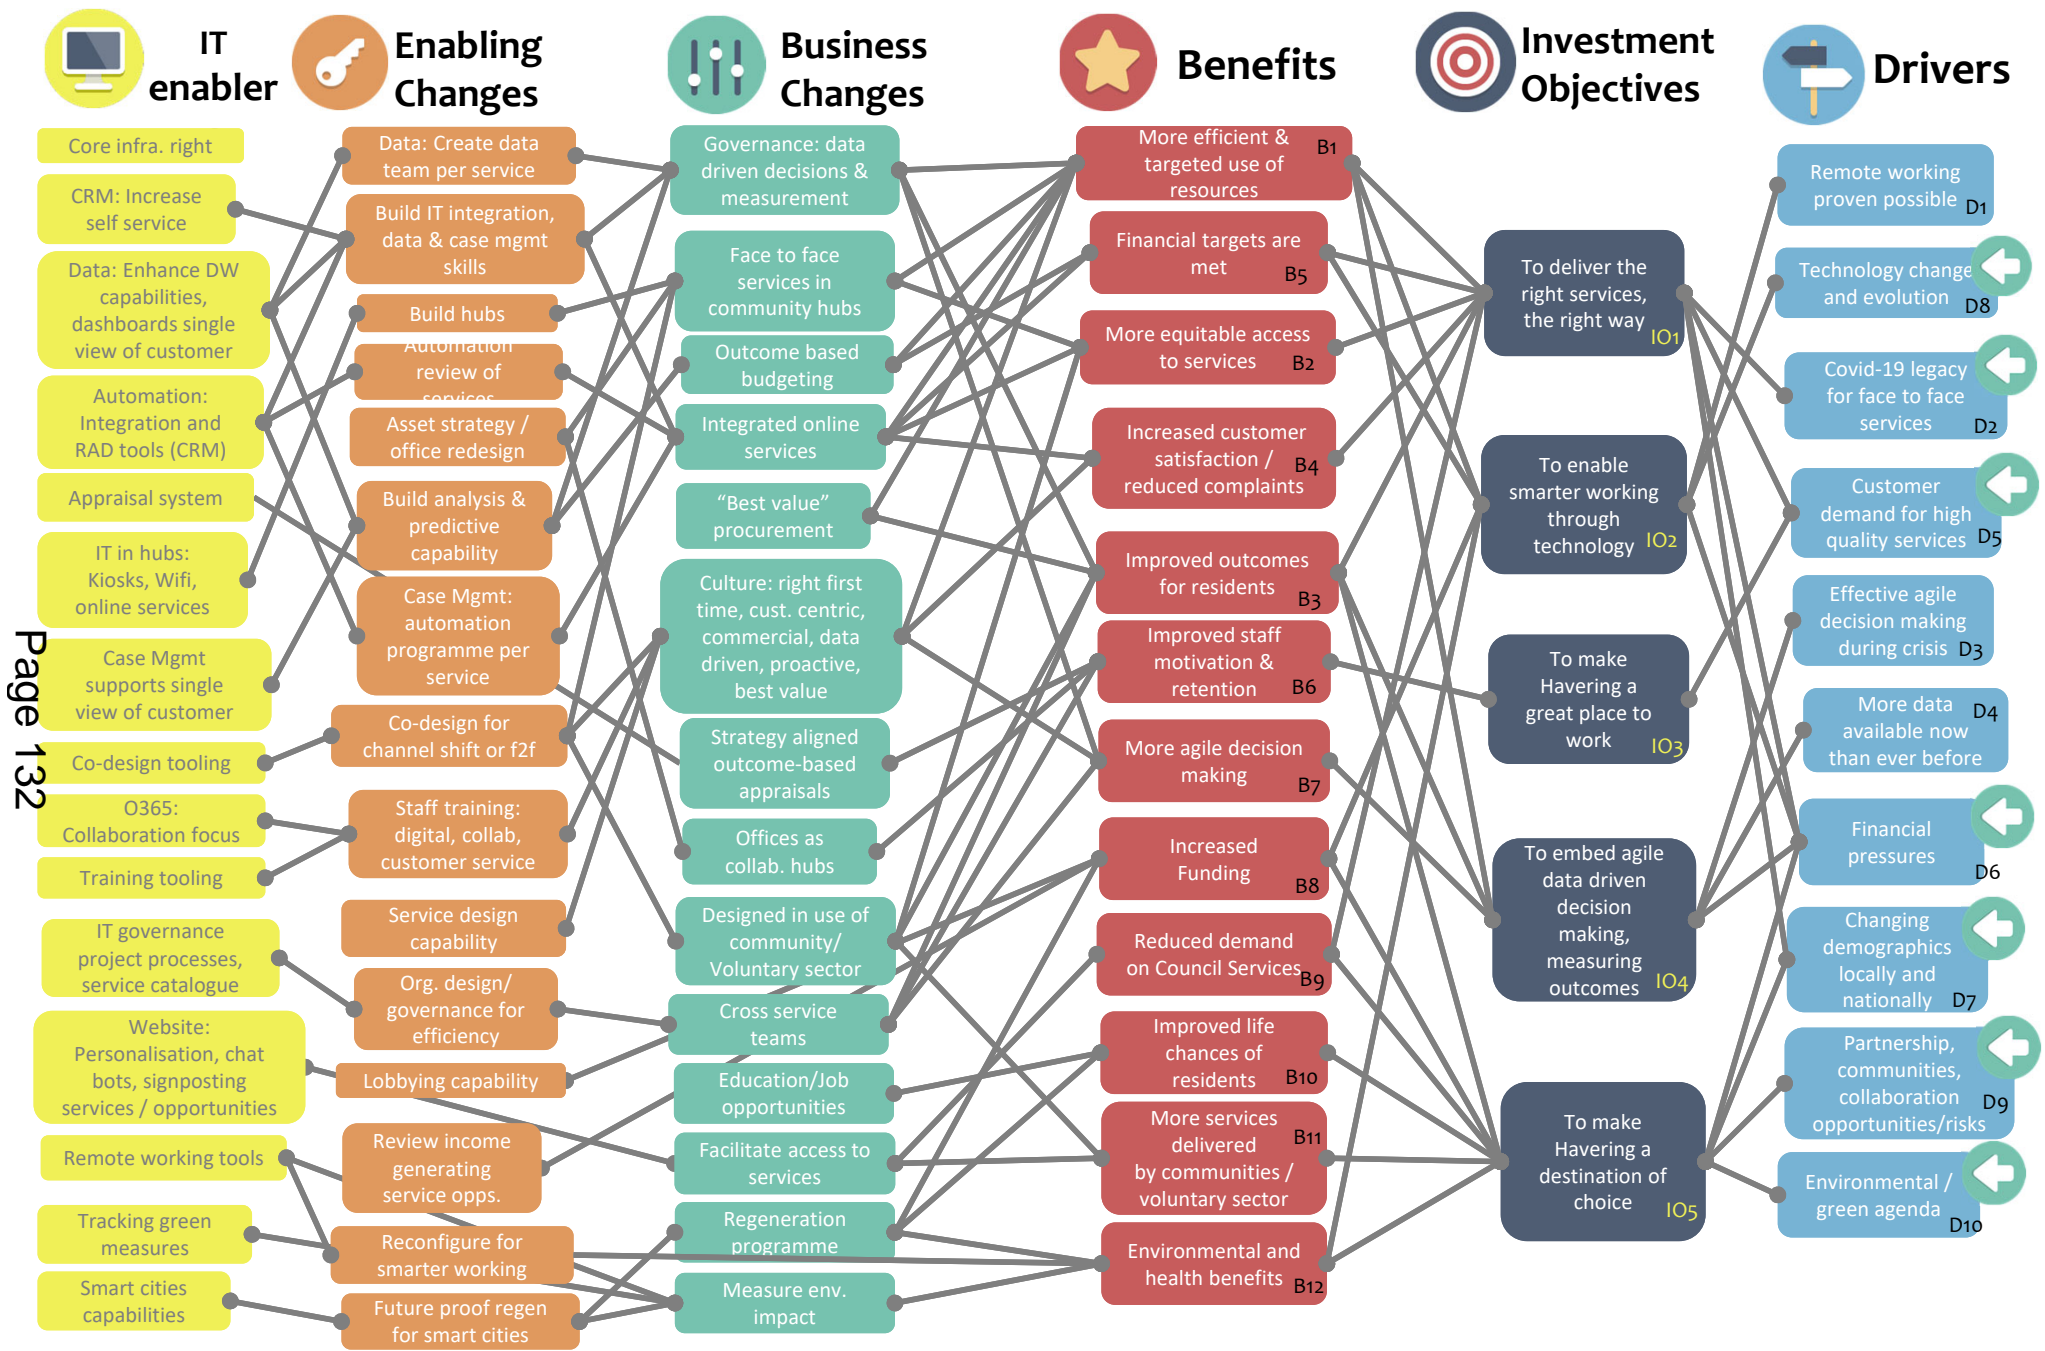 IT
enabler
Enabling
Changes
Business
Changes
Benefits
Investment
Objectives
Drivers
Core infra. right
CRM: Increase
self service
Data: Enhance DW
capabilities,
dashboards single
view of customer
Automation:
Integration and
RAD tools (CRM)
Appraisal system
IT in hubs:
Kiosks, Wifi,
online services
Case Mgmt
supports single
view of customer
Co-design tooling
O365:
Collaboration focus
Training tooling
IT governance
project processes,
service catalogue
Website:
Personalisation, chat
bots, signposting
services / opportunities
Remote working tools
Tracking green
measures
Smart cities
capabilities
Data: Create data
team per service
Build IT integration,
data & case mgmt
skills
Build hubs
Automation
review of
services
Asset strategy /
office redesign
Build analysis &
predictive
capability
Case Mgmt:
automation
programme per
service
Co-design for
channel shift or f2f
Staff training:
digital, collab,
customer service
Service design
capability
Org. design/
governance for
efficiency
Lobbying capability
Review income
generating
service opps.
Reconfigure for
smarter working
Future proof regen
for smart cities
Governance: data
driven decisions &
measurement
Face to face
services in
community hubs
Outcome based
budgeting
Integrated online
services
“Best value”
procurement
Culture: right first
time, cust. centric,
commercial, data
driven, proactive,
best value
Strategy aligned
outcome-based
appraisals
Offices as
collab. hubs
Designed in use of
community/
Voluntary sector
Cross service
teams
Education/Job
opportunities
Facilitate access to
services
Regeneration
programme
Measure env.
impact
More efficient &
targeted use of
resources
B1
Financial targets are
met
B5
More equitable access
to services
B2
Increased customer
satisfaction /
reduced complaints
B4
Improved outcomes
for residents
B3
Improved staff
motivation &
retention
B6
More agile decision
making
B7
Increased
Funding
B8
Reduced demand
on Council Services
B9
Improved life
chances of
residents
B10
More services
delivered
by communities /
voluntary sector
B11
Environmental and
health benefits
B12
To deliver the
right services,
the right way
IO1
To enable
smarter working
through
technology
IO2
To make
Havering a
great place to
work
IO3
To embed agile
data driven
decision
making,
measuring
outcomes
IO4
To make
Havering a
destination of
choice
IO5
Remote working
proven possible
D1
Technology change
and evolution
D8
Covid-19 legacy
for face to face
services
D2
Customer
demand for high
quality services
D5
Effective agile
decision making
during crisis
D3
More data
available now
than ever before
D4
Financial
pressures
D6
Changing
demographics
locally and
nationally
D7
Partnership,
communities,
collaboration
opportunities/risks
D9
Environmental /
green agenda
D10
Page 132